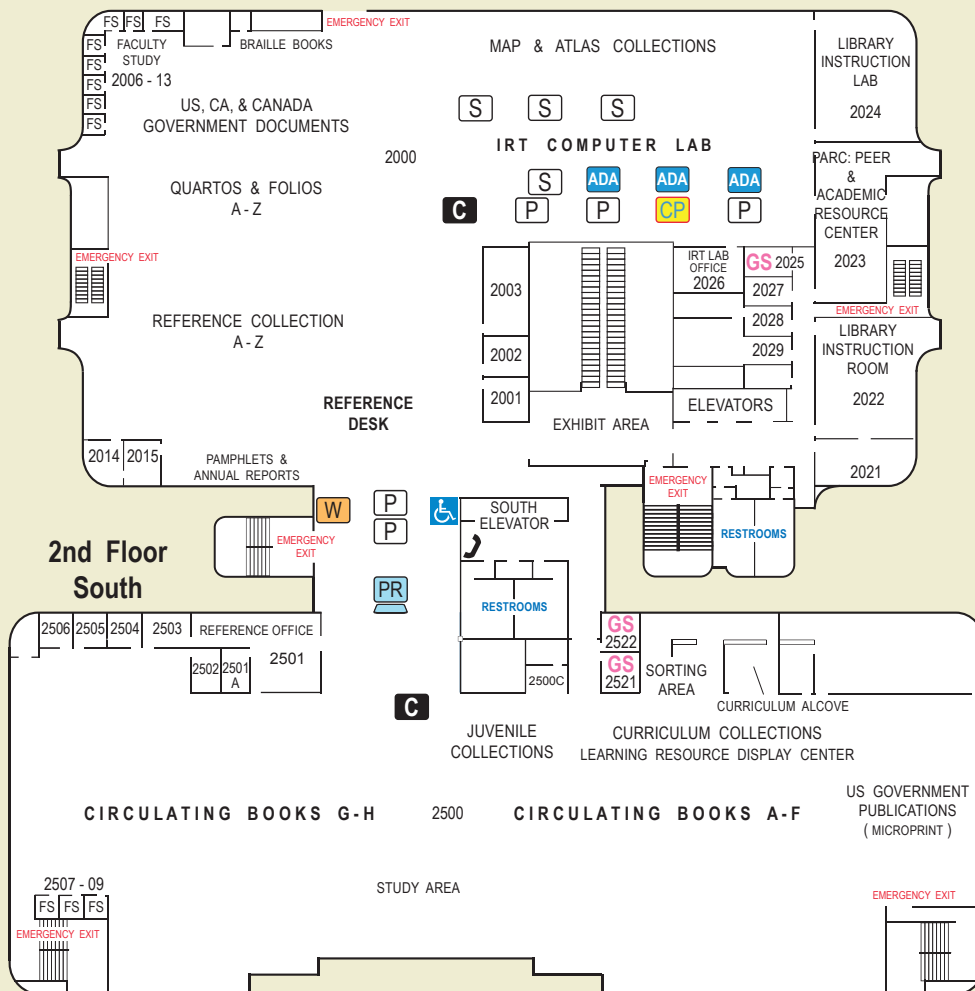 FS FS FS
EMERGENCY EXIT
FS
FACULTY
STUDY
2006 - 13
BRAILLE BOOKS
FS
FS
FS
FS
MAP & ATLAS COLLECTIONS
LIBRARY
INSTRUCTION
LAB
2024
US, CA, & CANADA
GOVERNMENT DOCUMENTS
S S S
IRT COMPUTER LAB
2000
PARC: PEER
&
ACADEMIC
RESOURCE
CENTER
2023
QUARTOS & FOLIOS
A - Z
S ADA ADA ADA
C P P CP P
EMERGENCY EXIT
2003
IRT LAB
OFFICE
2026
GS 2025
2027
2028
2029
EMERGENCY EXIT
REFERENCE COLLECTION
A - Z
LIBRARY
INSTRUCTION
ROOM
2022
2002
2001
REFERENCE
DESK
EXHIBIT AREA
ELEVATORS
2014 2015
PAMPHLETS &
ANNUAL REPORTS
2021
EMERGENCY
EXIT
W P
P
SOUTH
ELEVATOR
RESTROOMS
EMERGENCY
EXIT
2nd Floor
South
PR
RESTROOMS
2506 2505 2504 2503
REFERENCE OFFICE
2501
2502 2501
A
GS
2522
GS
2521
SORTING
AREA
2500C
CURRICULUM ALCOVE
C
JUVENILE
COLLECTIONS
CURRICULUM COLLECTIONS
LEARNING RESOURCE DISPLAY CENTER
US GOVERNMENT
PUBLICATIONS
( MICROPRINT )
CIRCULATING BOOKS G-H 2500 CIRCULATING BOOKS A-F
2507 - 09
FS FS FS
EMERGENCY EXIT
STUDY AREA
EMERGENCY EXIT